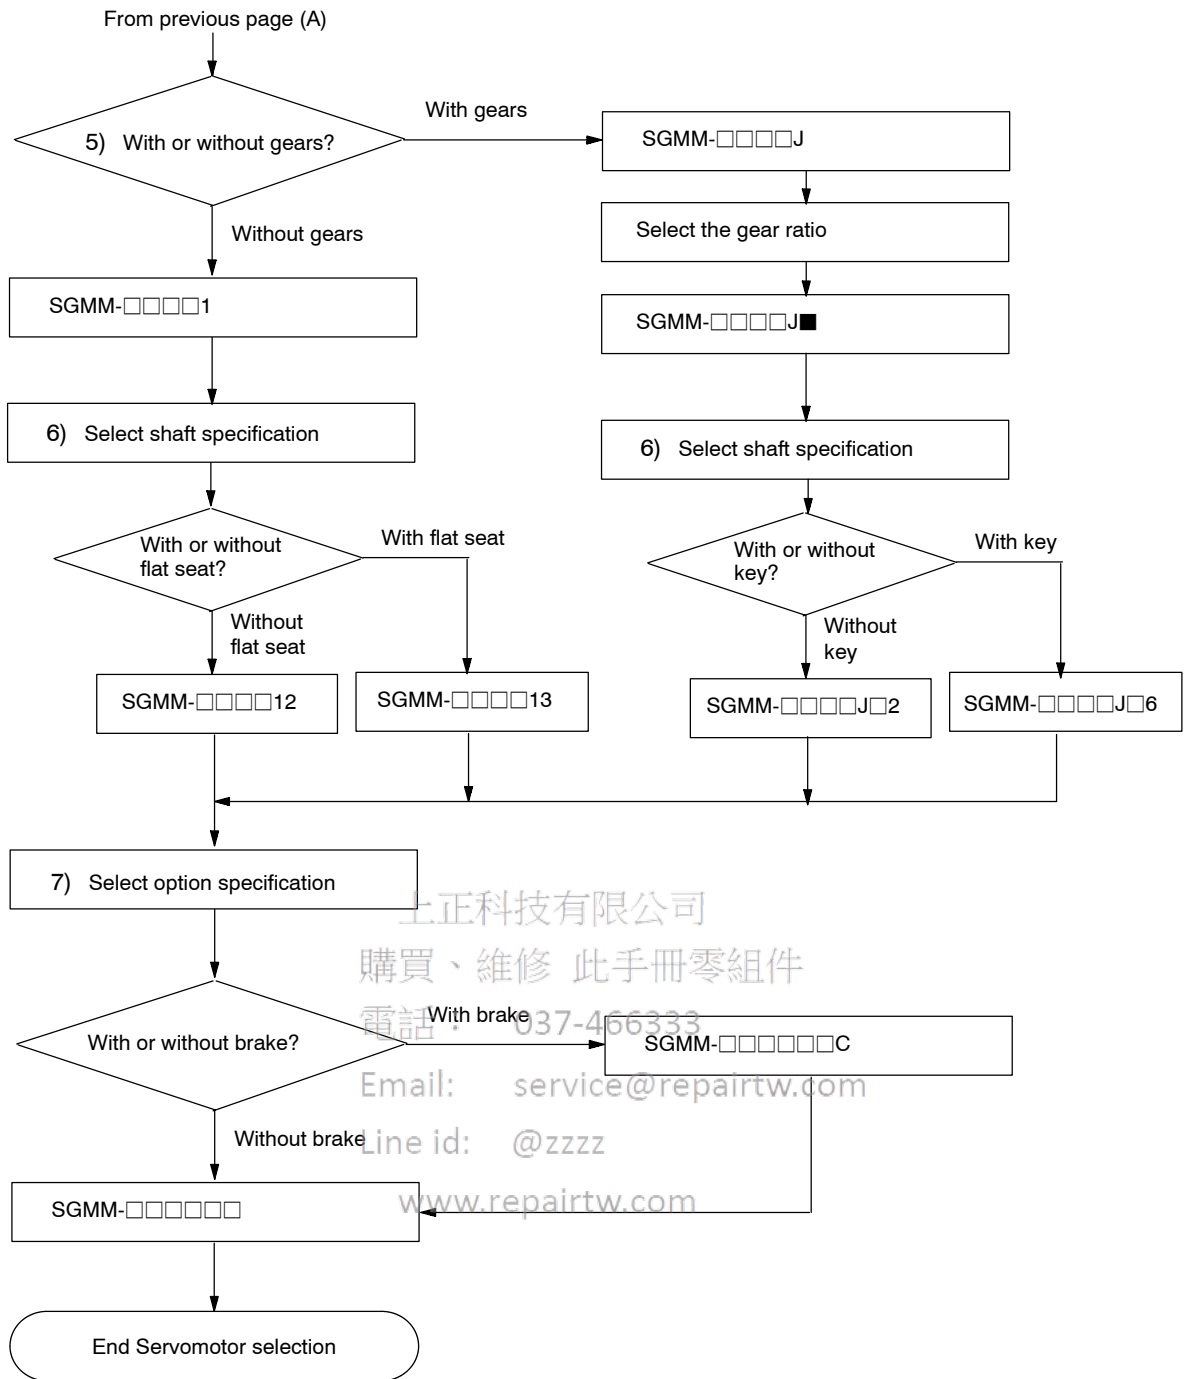 From previous page (A)
5) With or without gears?
With gears
SGMM-□□□□J
Select the gear ratio
Without gears
SGMM-□□□□1
SGMM-□□□□J■
6) Select shaft specification
6) Select shaft specification
With or without
flat seat?
With flat seat
With or without
key?
With key
Without
flat seat
Without
key
SGMM-□□□□12
SGMM-□□□□13
SGMM-□□□□J□2
SGMM-□□□□J□6
7) Select option specification
上正科技有限公司
購買、維修 此手冊零組件
電話: 037-466333
With or without brake?
With brake
SGMM-□□□□□□C
Email: service@repairtw.com
Without brake
Line id: @zzzz
SGMM-□□□□□□
www.repairtw.com
End Servomotor selection